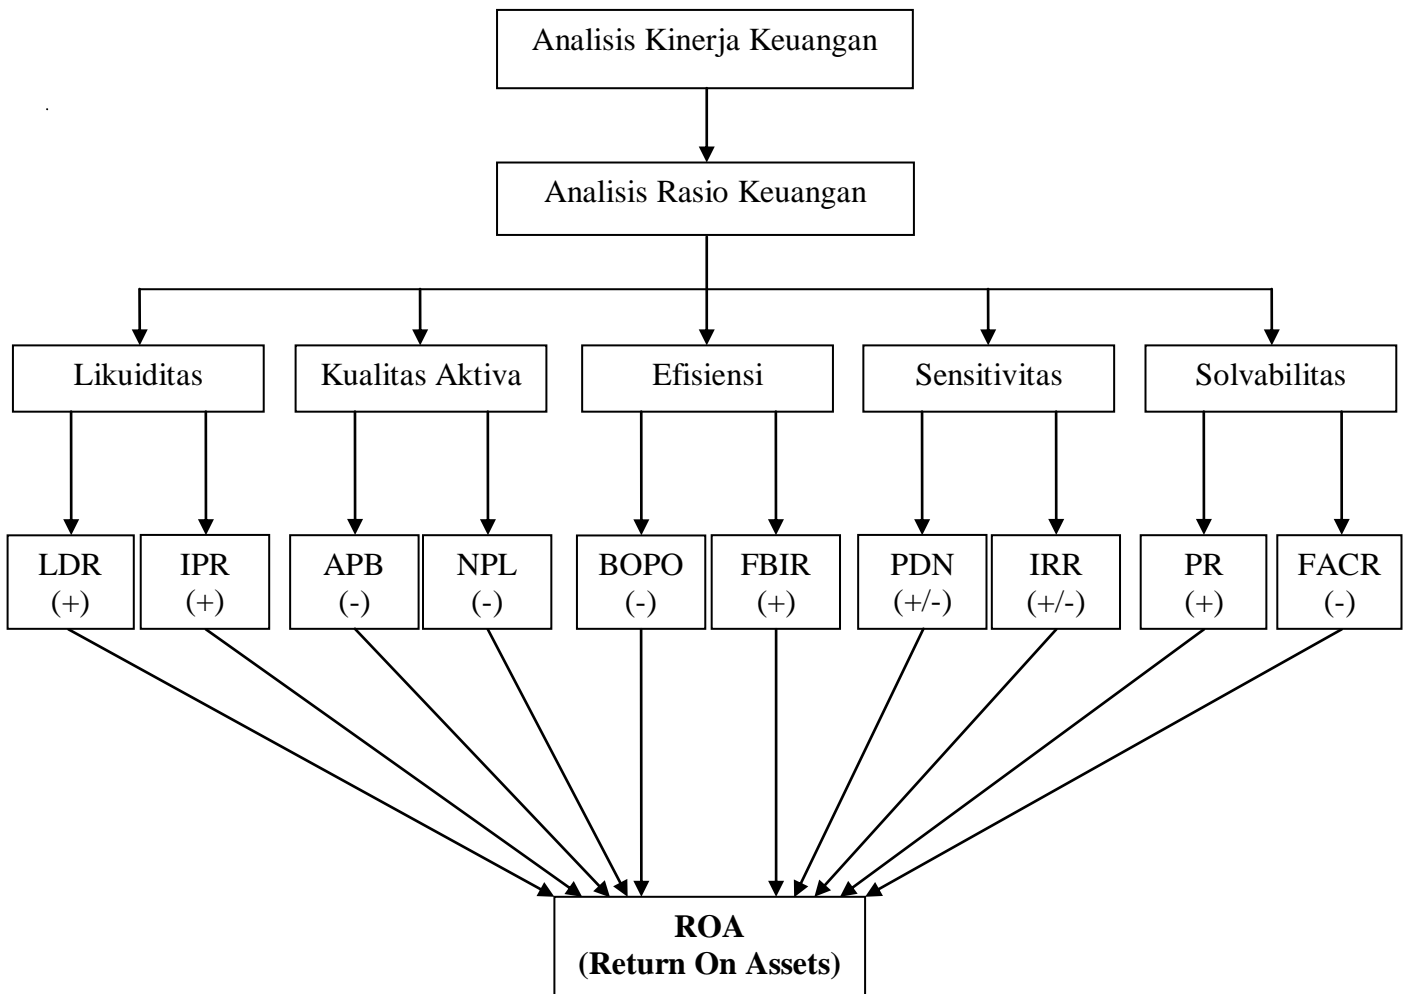 Analisis Kinerja Keuangan
Analisis Rasio Keuangan
Likuiditas
Kualitas Aktiva
Efisiensi
Sensitivitas
Solvabilitas
LDR
(+)
IPR
(+)
APB
(-)
NPL
(-)
BOPO
(-)
FBIR
(+)
PDN
(+/-)
IRR
(+/-)
PR
(+)
FACR
(-)
ROA
(Return On Assets)